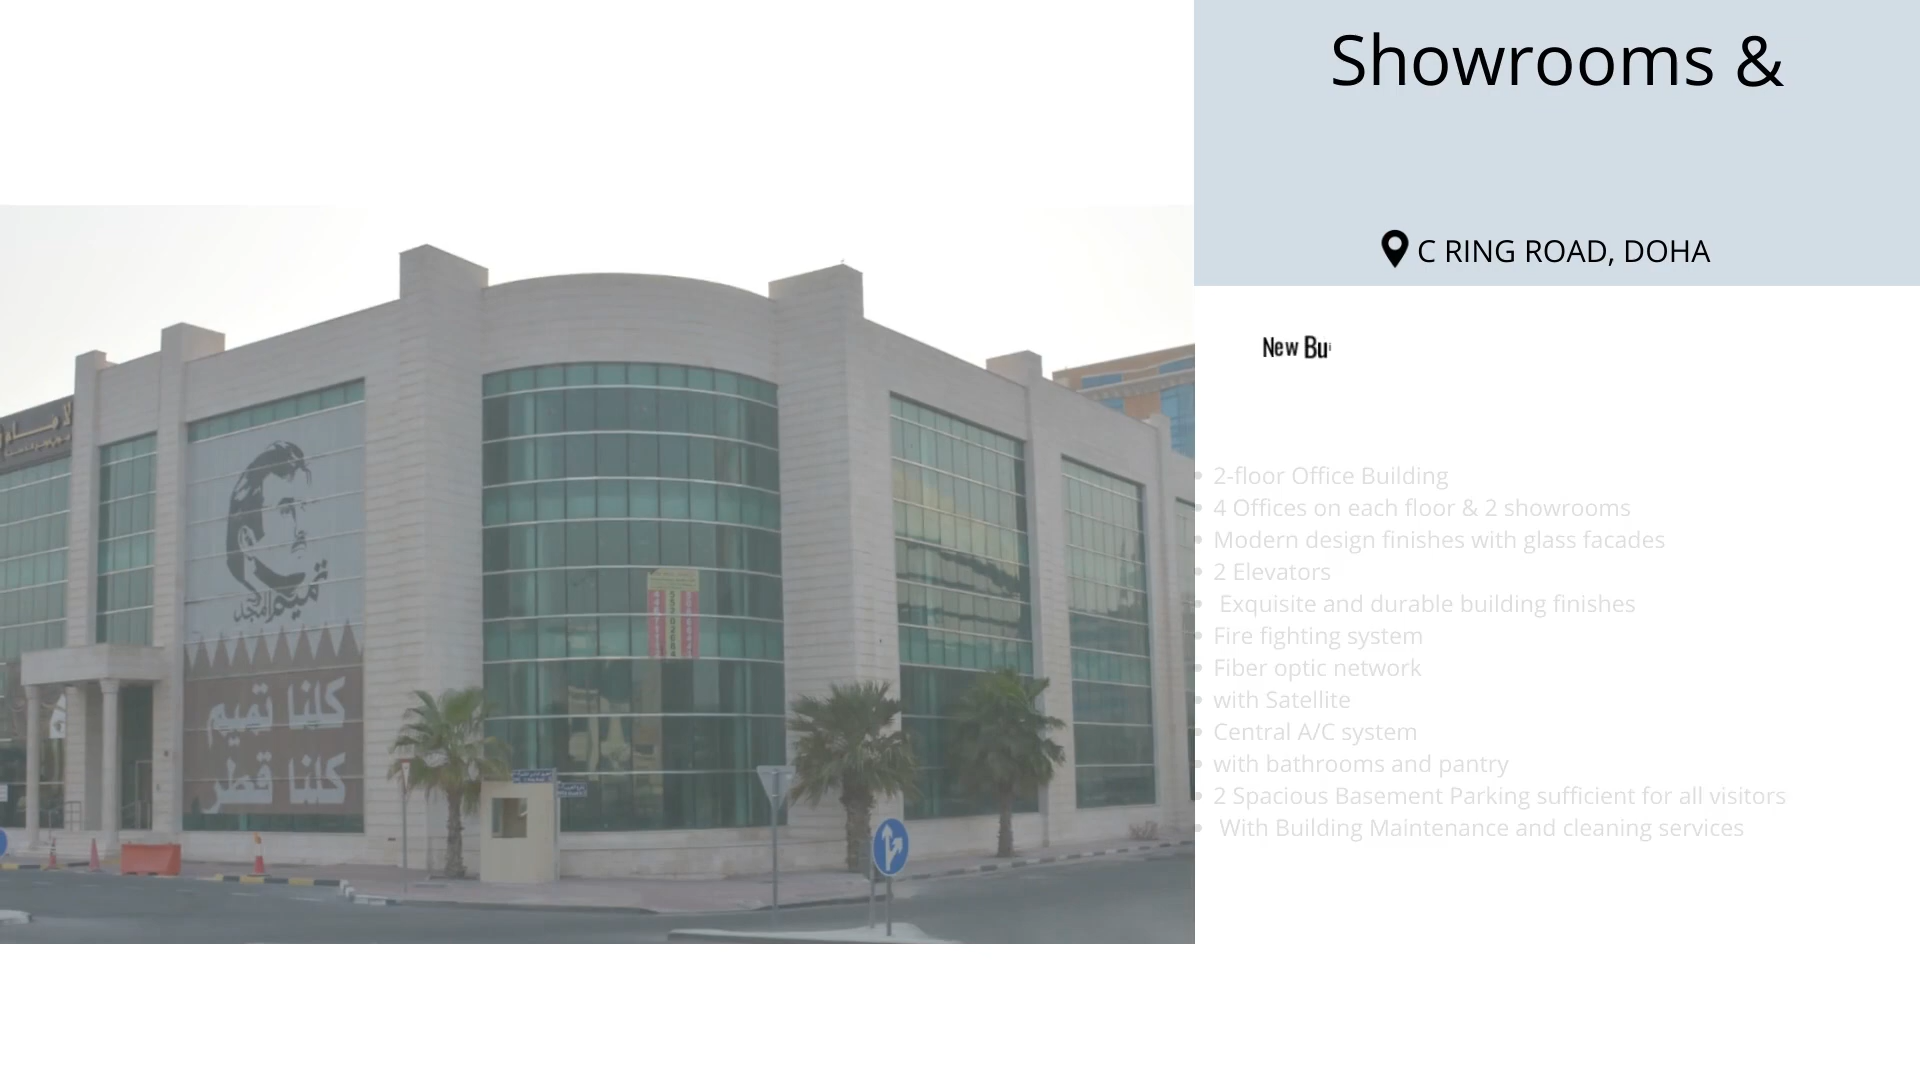 Showrooms &
C RING ROAD, DOHA
New Bui
2-floor Office Building
4 Offices on each floor & 2 showrooms
Modern design finishes with glass facades
2 Elevators
Exquisite and durable building finishes
Fire fighting system
Fiber optic network
with Satellite
Central A/C system
with bathrooms and pantry
2 Spacious Basement Parking sufficient for all visitors
With Building Maintenance and cleaning services
تميم المجد
كلنا تميم
كلنا قطر